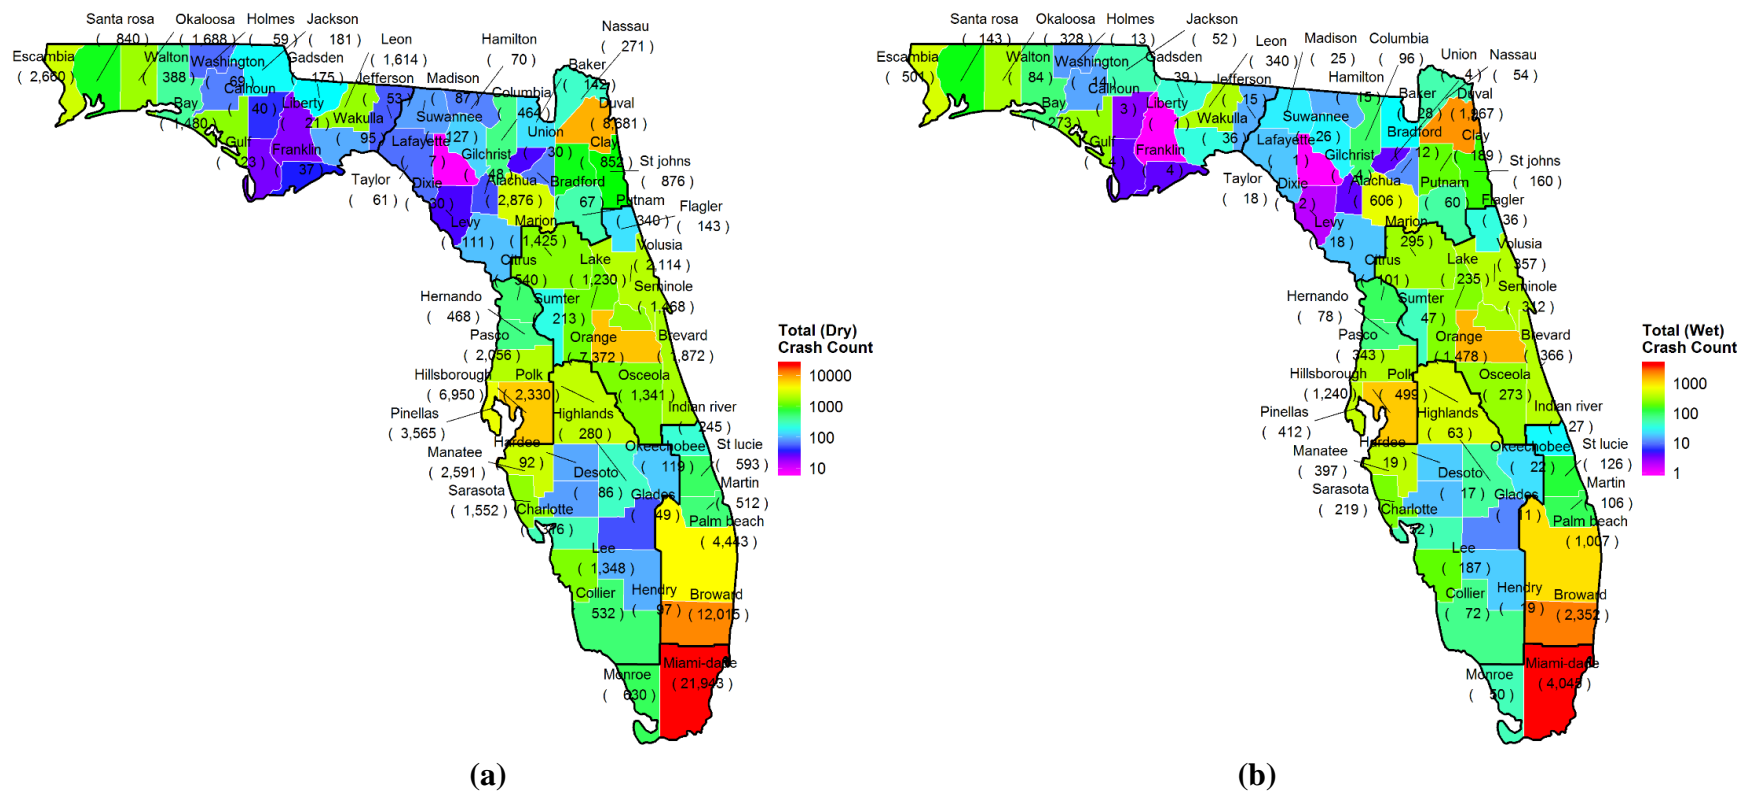 Santa rosa
( 840)
Okaloosa
( 1,688)
Holmes
( 59)
Jackson
( 181)
Leon
( 1,614)
Hamilton
( 70)
Nassau
( 271)
Escambia
( 2,660)
Walton
( 388)
Washington
( 69)
Gadsden
( 175)
Jefferson
( 53)
Madison
( 87)
Baker
( 142)
Bay
( 1,480)
Calhoun
( 40)
Liberty
( 21)
Wakulla
( 95)
Suwannee
( 127)
Columbia
( 464)
Duval
( 8,681)
Union
( 30)
Clay
( 852)
Gulf
( 23)
Franklin
( 37)
Lafayette
( 7)
Gilchrist
( 48)
St johns
( 876)
Taylor
( 61)
Dixie
( 30)
Alachua
( 2,876)
Bradford
( 67)
Putnam
( 340)
Flagler
( 143)
Levy
( 111)
Marion
( 1,425)
Volusia
( 2,114)
Citrus
( 540)
Lake
( 1,230)
Seminole
( 1,468)
Hernando
( 468)
Sumter
( 213)
Pasco
( 2,056)
Orange
( 7,372)
Brevard
( 1,872)
Hillsborough
( 6,950)
Polk
( 2,330)
Osceola
( 1,341)
Pinellas
( 3,565)
Highlands
( 280)
Indian river
( 245)
Hardee
( 92)
Manatee
( 2,591)
Okeechobee
( 119)
St lucie
( 593)
Desoto
( 86)
Sarasota
( 1,552)
Martin
( 512)
Charlotte
( 316)
Glades
( 49)
Palm beach
( 4,443)
Lee
( 1,348)
Collier
( 532)
Hendry
( 97)
Broward
( 12,015)
Monroe
( 630)
Miami-dade
( 21,943)
Total (Dry)
Crash Count
10000
1000
100
10
(a)
Santa rosa
( 143)
Okaloosa
( 328)
Holmes
( 13)
Jackson
( 52)
Leon
( 340)
Madison
( 25)
Columbia
( 96)
Union
( 4)
Nassau
( 54)
Escambia
( 501)
Walton
( 84)
Washington
( 14)
Gadsden
( 39)
Jefferson
( 15)
Hamilton
( 15)
Baker
( 28)
Duval
( 1,967)
Bay
( 273)
Calhoun
( 3)
Liberty
( 1)
Wakulla
( 36)
Suwannee
( 26)
Bradford
( 12)
Clay
( 189)
Gulf
( 4)
Franklin
( 4)
Lafayette
( 1)
Gilchrist
St johns
( 160)
Taylor
( 18)
Dixie
( 2)
Alachua
( 606)
Putnam
( 60)
Flagler
( 36)
Levy
( 18)
Marion
( 295)
Volusia
( 357)
Citrus
( 101)
Lake
( 235)
Seminole
( 312)
Hernando
( 78)
Sumter
( 47)
Pasco
( 343)
Orange
( 1,478)
Brevard
( 366)
Hillsborough
( 1,240)
Polk
( 499)
Osceola
( 273)
Pinellas
( 412)
Highlands
( 63)
Indian river
( 27)
Hardee
( 19)
Manatee
( 397)
Okeechobee
( 22)
St lucie
( 126)
Desoto
( 17)
Sarasota
( 219)
Martin
( 106)
Charlotte
( 52)
Glades
( 11)
Palm beach
( 1,007)
Lee
( 187)
Collier
( 72)
Hendry
( 19)
Broward
( 2,352)
Monroe
( 50)
Miami-dade
( 4,045)
Total (Wet)
Crash Count
1000
100
10
1
(b)